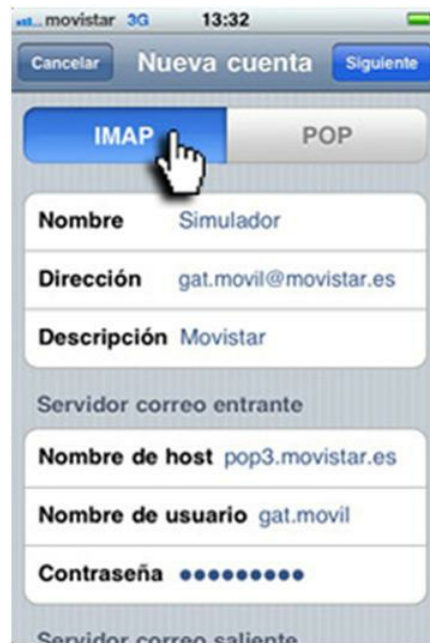 movistar 3G 13:32
Cancelar Nueva cuenta Siguiente
IMAP POP
Nombre Simulador
Dirección gat.movil@movistar.es
Descripción Movistar
Servidor correo entrante
Nombre de host pop3.movistar.es
Nombre de usuario gat.movil
Contraseña ●●●●●●●●●
Servidor correo saliente